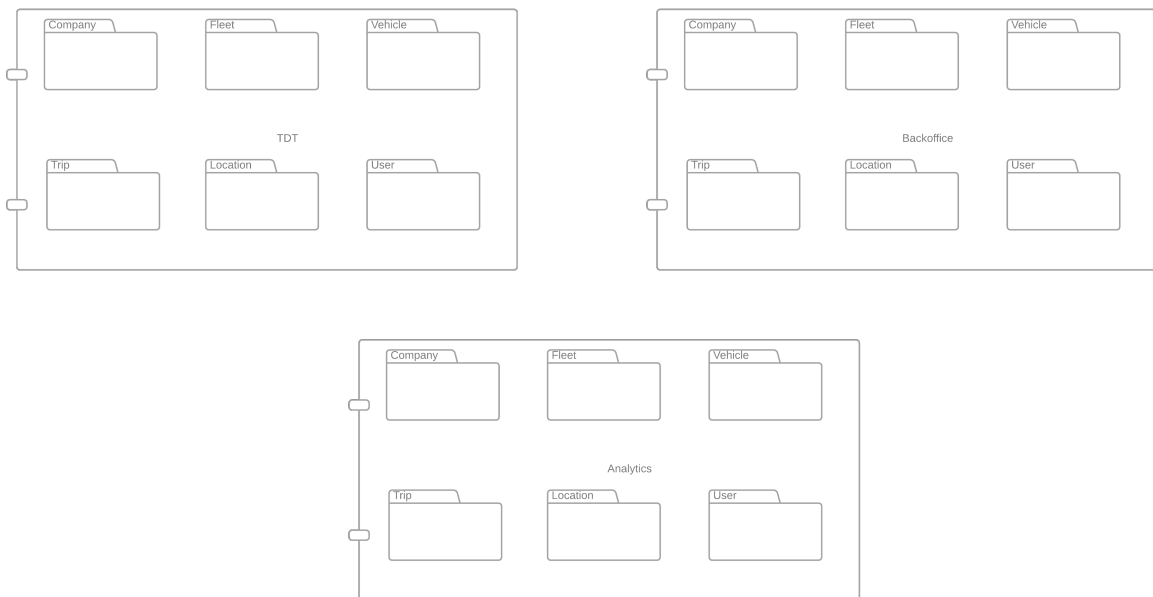 Company
Fleet
Vehicle
TDT
Trip
Location
User
Company
Fleet
Vehicle
Backoffice
Trip
Location
User
Company
Fleet
Vehicle
Analytics
Trip
Location
User